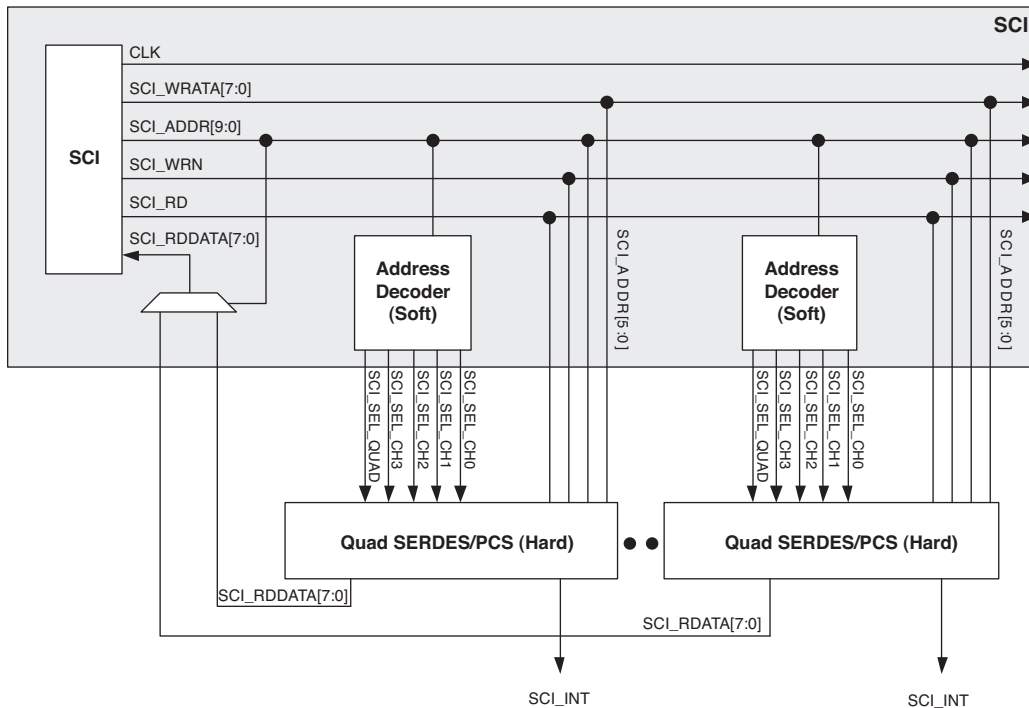 SCI
CLK
SCI_WRATA[7:0]
SCI_ADDR[9:0]
SCI
SCI_WRN
SCI_RD
SCI_RDDATA[7:0]
Address
Decoder
(Soft)
SCI_ADDR[5:0]
Address
Decoder
(Soft)
SCI_ADDR[5:0]
SCI_SEL_QUAD
SCI_SEL_CH3
SCI_SEL_CH2
SCI_SEL_CH1
SCI_SEL_CH0
SCI_SEL_QUAD
SCI_SEL_CH3
SCI_SEL_CH2
SCI_SEL_CH1
SCI_SEL_CH0
Quad SERDES/PCS (Hard)
Quad SERDES/PCS (Hard)
SCI_RDDATA[7:0]
SCI_RDATA[7:0]
SCI_INT
SCI_INT